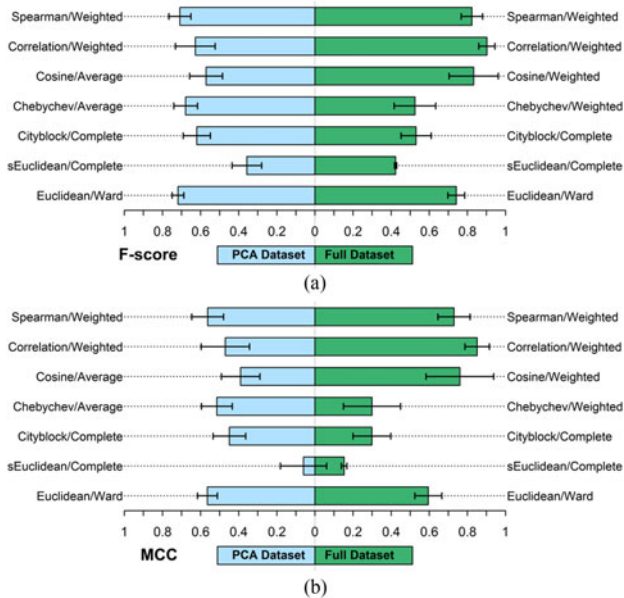 Spearman/Weighted Spearman/Weighted
Correlation/Weighted Correlation/Weighted
Cosine/Average Cosine/Weighted
Chebychev/Average Chebychev/Weighted
Cityblock/Complete Cityblock/Complete
sEuclidean/Complete sEuclidean/Complete
Euclidean/Ward Euclidean/Ward
1 0.8 0.6 0.4 0.2 0 0.2 0.4 0.6 0.8 1
F-score PCA Dataset Full Dataset
(a)
Spearman/Weighted Spearman/Weighted
Correlation/Weighted Correlation/Weighted
Cosine/Average Cosine/Weighted
Chebychev/Average Chebychev/Weighted
Cityblock/Complete Cityblock/Complete
sEuclidean/Complete sEuclidean/Complete
Euclidean/Ward Euclidean/Ward
1 0.8 0.6 0.4 0.2 0 0.2 0.4 0.6 0.8 1
MCC PCA Dataset Full Dataset
(b)